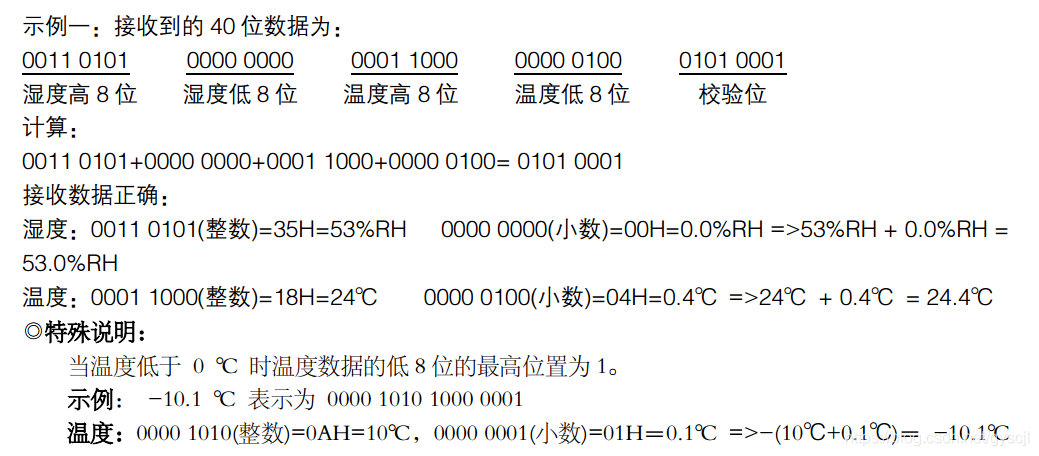 示例一：接收到的 40 位数据为：
0011 0101 0000 0000 0001 1000 0000 0100 0101 0001
湿度高 8 位 湿度低 8 位 温度高 8 位 温度低 8 位 校验位
计算：
0011 0101+0000 0000+0001 1000+0000 0100= 0101 0001
接收数据正确：
湿度：0011 0101(整数)=35H=53%RH 0000 0000(小数)=00H=0.0%RH =>53%RH + 0.0%RH =
53.0%RH
温度：0001 1000(整数)=18H=24℃ 0000 0100(小数)=04H=0.4℃ =>24℃ + 0.4℃ = 24.4℃
◎特殊说明：
当温度低于 0 ℃ 时温度数据的低 8 位的最高位置为 1。
示例： -10.1 ℃ 表示为 0000 1010 1000 0001
温度：0000 1010(整数)=0AH=10℃，0000 0001(小数)=01H=0.1℃ =>-(10℃+0.1℃)= -10.1℃